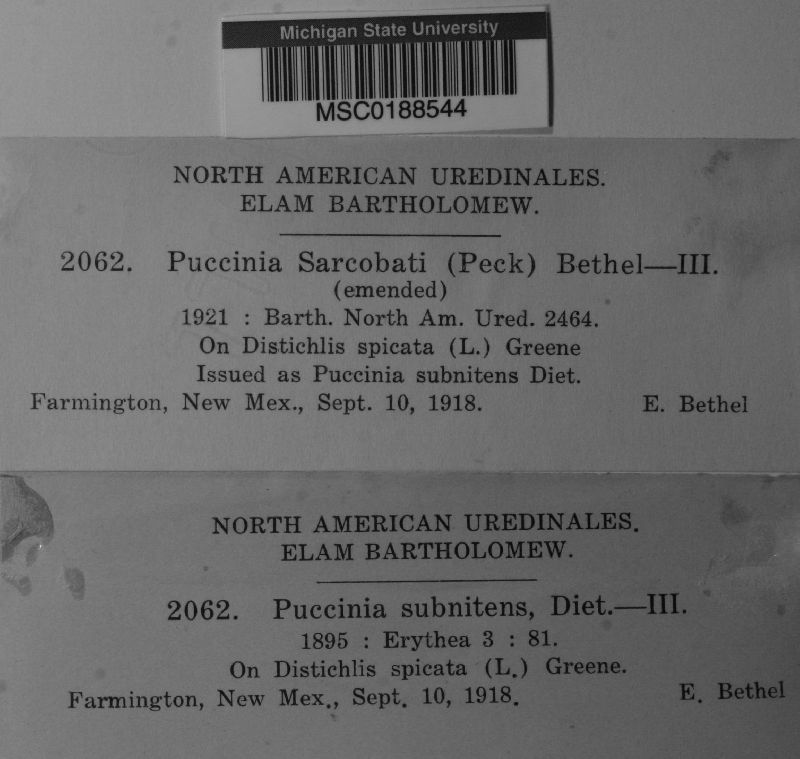 Michigan State University
MSC0188544
NORTH AMERICAN UREDINALES.
ELAM BARTHOLOMEW.
2062. Puccinia Sarcobati (Peck) Bethel—III.
(emended)
1921 : Barth. North Am. Ured. 2464.
On Distichlis spicata (L.) Greene
Issued as Puccinia subnitens Diet.
Farmington, New Mex., Sept. 10, 1918. E. Bethel
NORTH AMERICAN UREDINALES.
ELAM BARTHOLOMEW.
2062. Puccinia subnitens, Diet.—III.
1895 : Erythea 3 : 81.
On Distichlis spicata (L.) Greene.
Farmington, New Mex., Sept. 10, 1918. E. Bethel